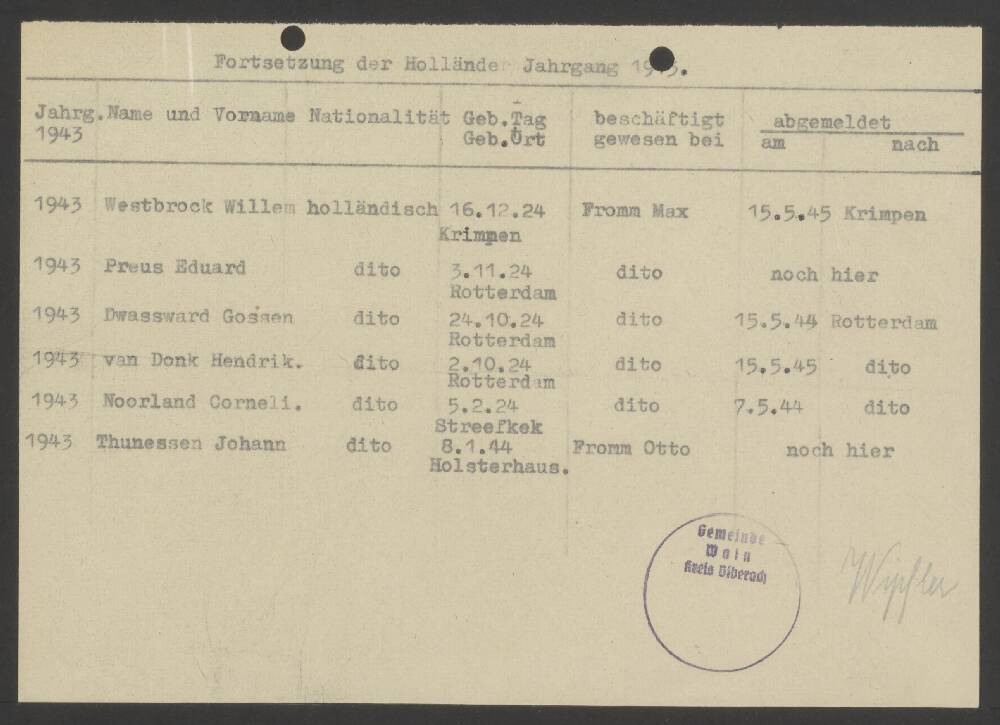 Fortsetzung der Holländer Jahrgang 1943.
Jahrg. Name und Vorname Nationalität Geb.Tag beschäftigt abgemeldet
1943 Geb.Ort gewesen bei am nach
1943 Westbrock Willem holländisch 16.12.24 Fromm Max 15.5.45 Krimpen
Krimpen
1943 Preus Eduard dito 3.11.24 dito noch hier
Rotterdam
1943 Dwassward Gossen dito 24.10.24 dito 15.5.44 Rotterdam
Rotterdam
1943 van Donk Hendrik. dito 2.10.24 dito 15.5.45 dito
Rotterdam
1943 Noorland Corneli. dito 5.2.24 dito 7.5.44 dito
Streefkek
1943 Thunessen Johann dito 8.1.44 Fromm Otto noch hier
Holsterhaus.
Gemeinde
Wain
Kreis Biberach